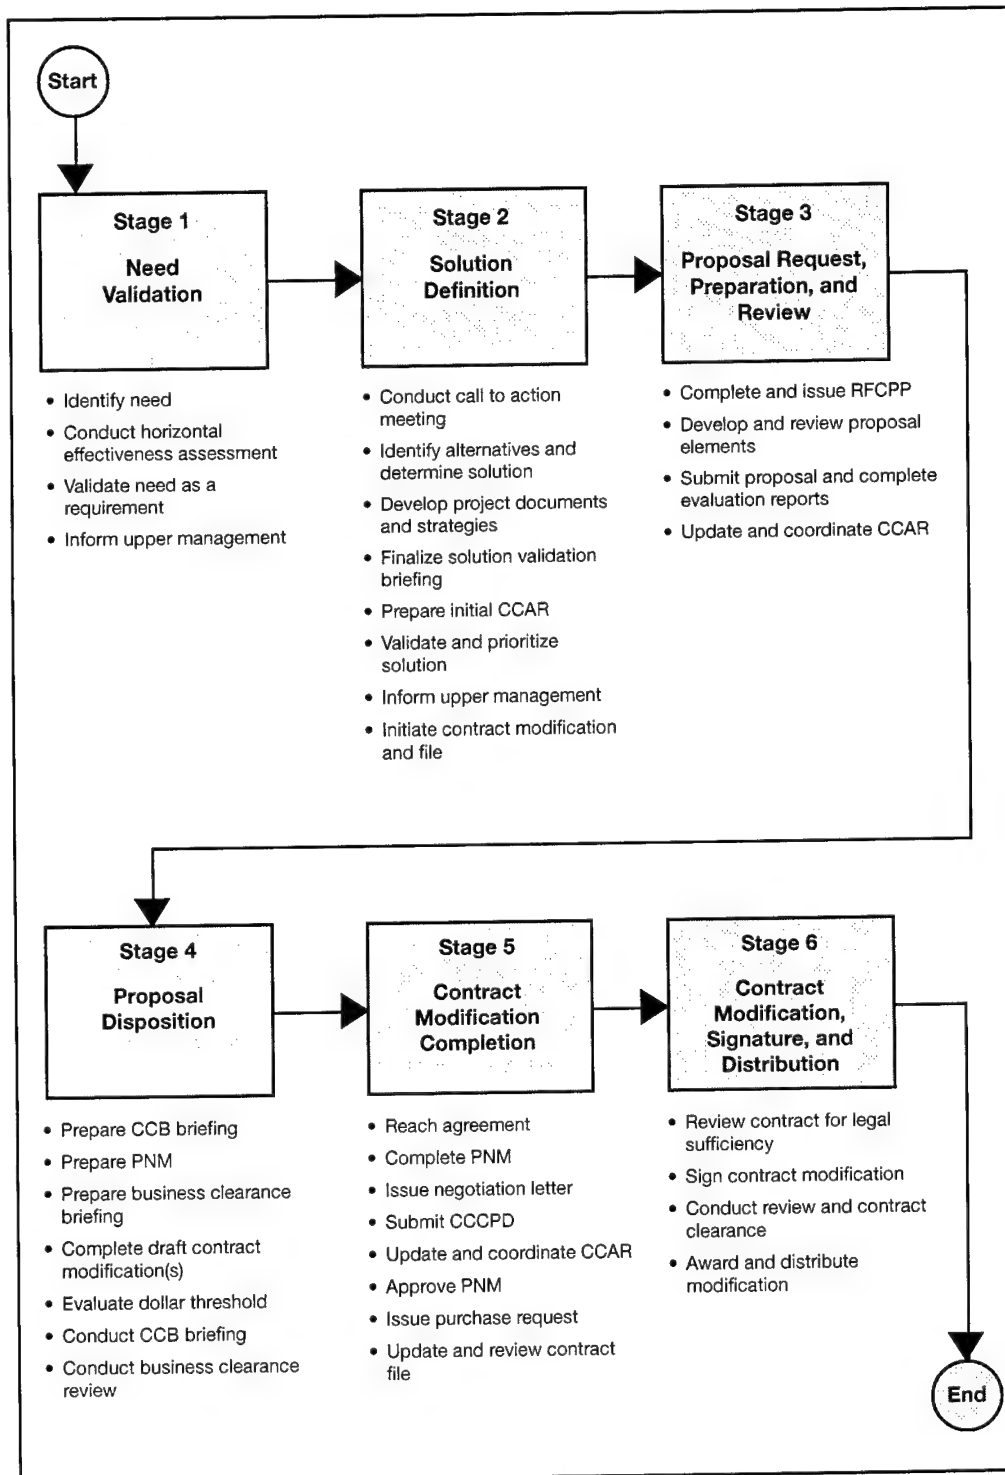 Start
Stage 1
Need
Validation
• Identify need
• Conduct horizontal
effectiveness assessment
• Validate need as a
requirement
• Inform upper management
Stage 2
Solution
Definition
• Conduct call to action
meeting
• Identify alternatives and
determine solution
• Develop project documents
and strategies
• Finalize solution validation
briefing
• Prepare initial CCAR
• Validate and prioritize
solution
• Inform upper management
• Initiate contract modification
and file
Stage 3
Proposal Request,
Preparation, and
Review
• Complete and issue RFCPP
• Develop and review proposal
elements
• Submit proposal and complete
evaluation reports
• Update and coordinate CCAR
Stage 4
Proposal
Disposition
• Prepare CCB briefing
• Prepare PNM
• Prepare business clearance
briefing
• Complete draft contract
modification(s)
• Evaluate dollar threshold
• Conduct CCB briefing
• Conduct business clearance
review
Stage 5
Contract
Modification
Completion
• Reach agreement
• Complete PNM
• Issue negotiation letter
• Submit CCCPD
• Update and coordinate CCAR
• Approve PNM
• Issue purchase request
• Update and review contract
file
Stage 6
Contract
Modification,
Signature, and
Distribution
• Review contract for legal
sufficiency
• Sign contract modification
• Conduct review and contract
clearance
• Award and distribute
modification
End